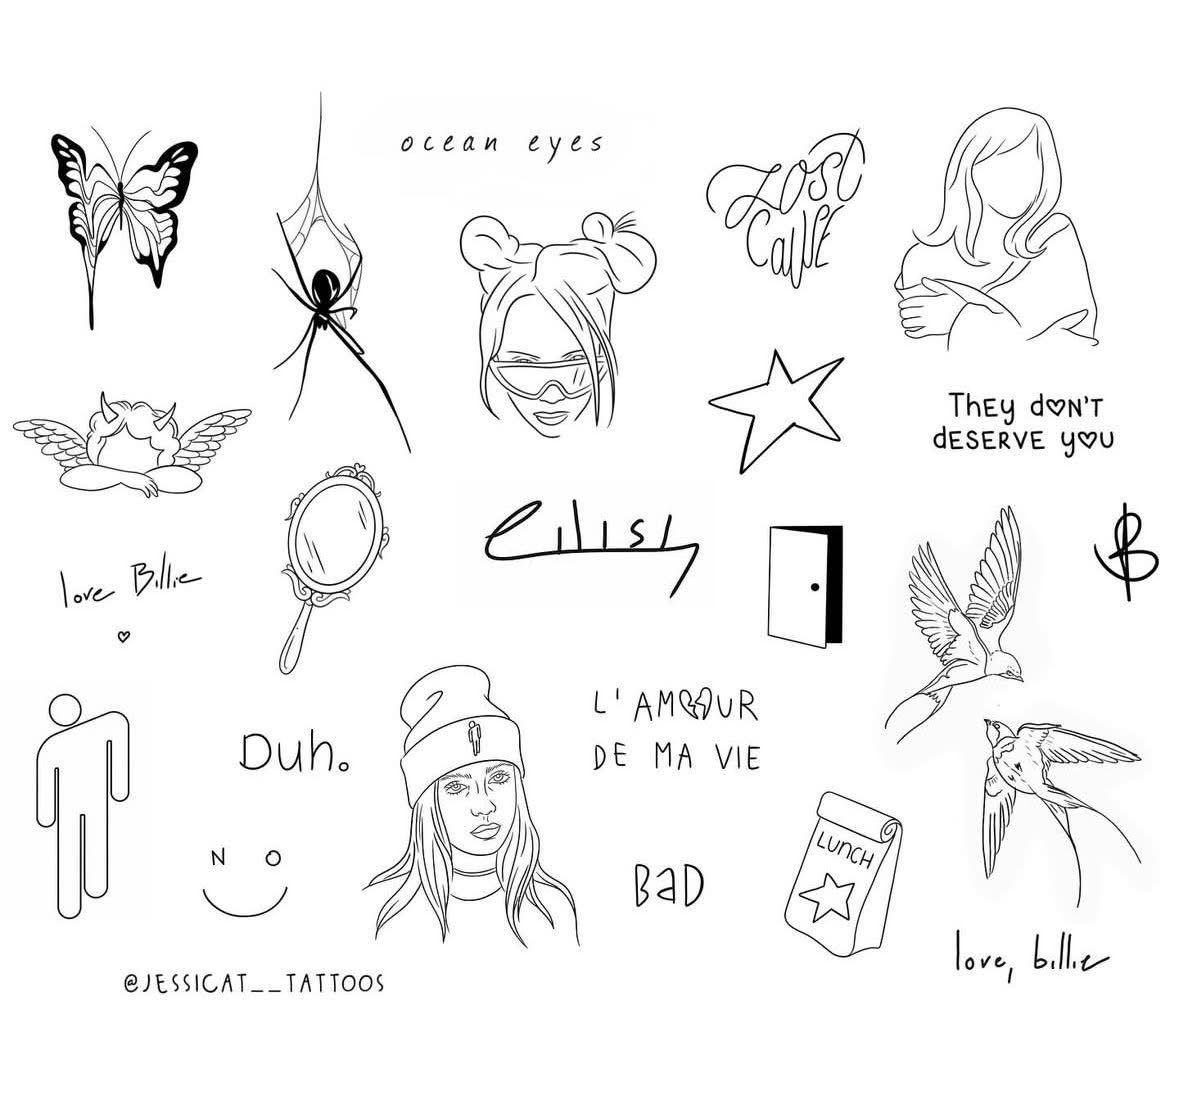 ocean eyes
Lost
Cause
They don't
deserve you
eilish
love Billie
B
L' AMOUR
DE MA VIE
Duh.
N O
LUNCH
BaD
love, billie
@JESSICAT__TATTOOS